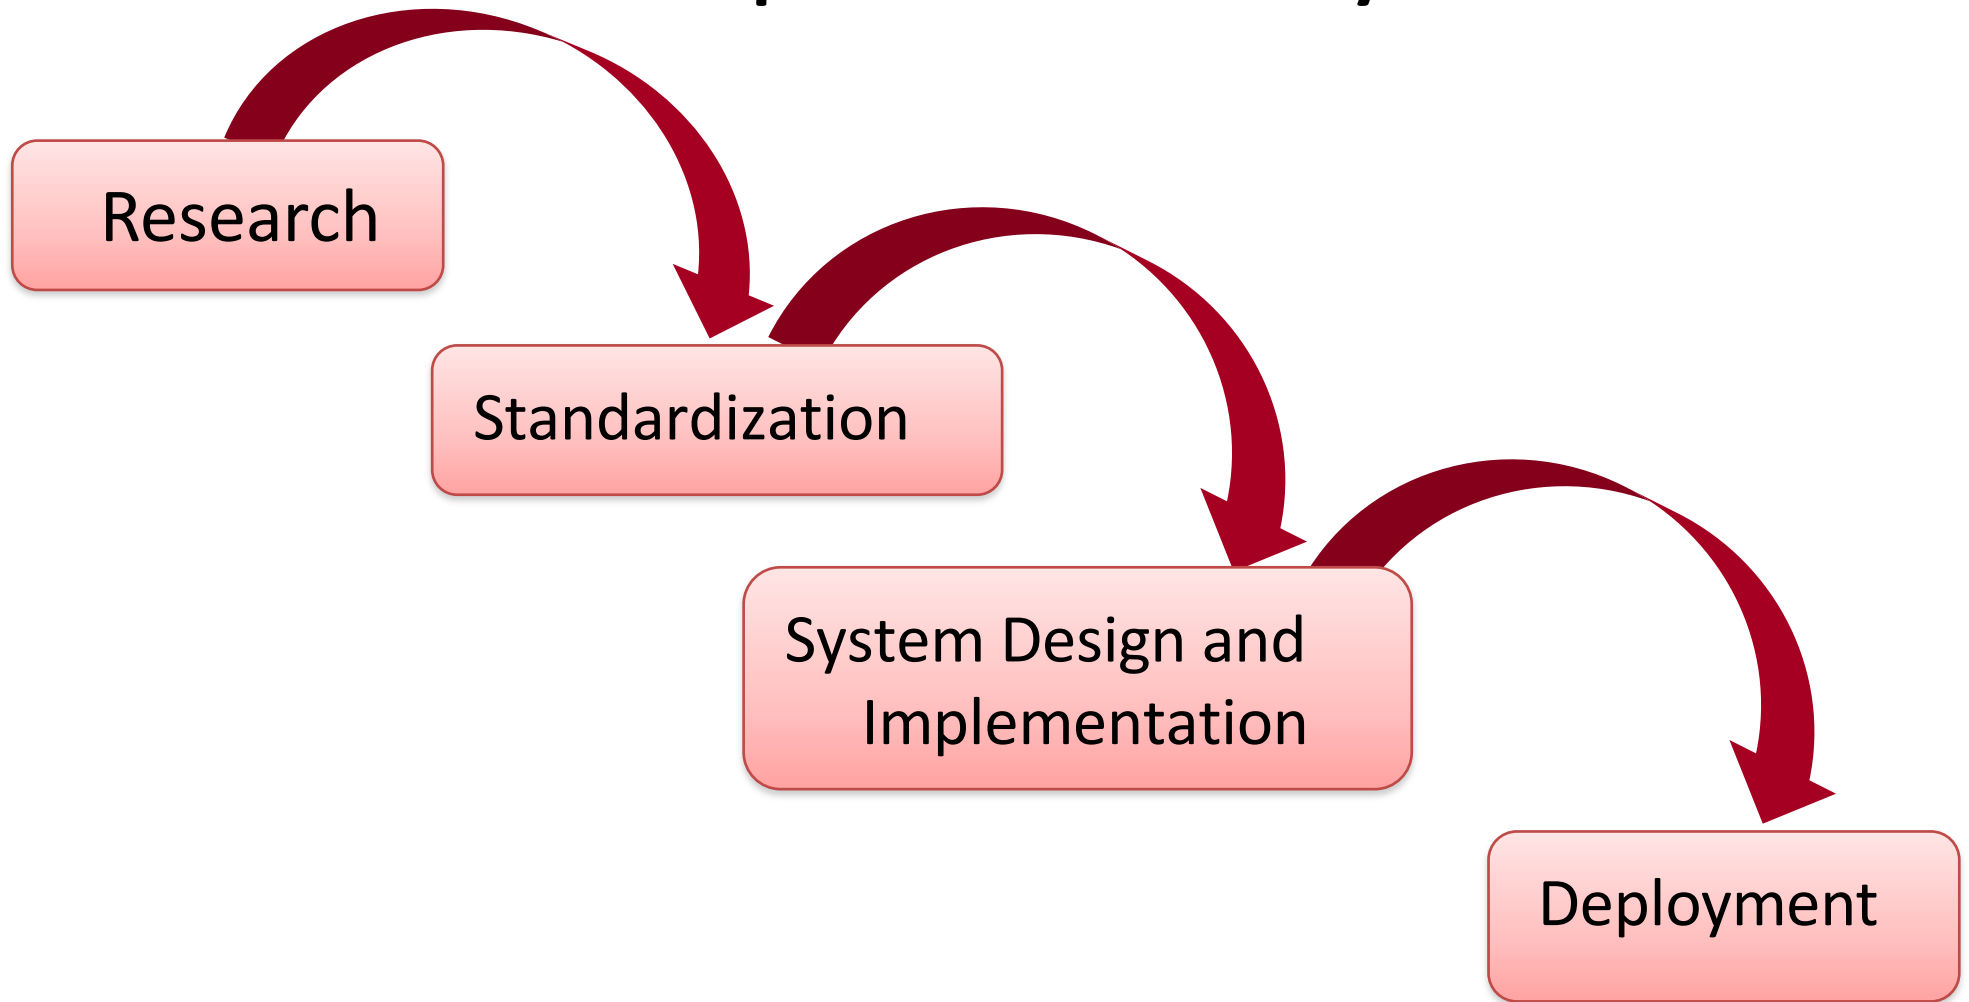 Research
Standardization
System Design and
Implementation
Deployment